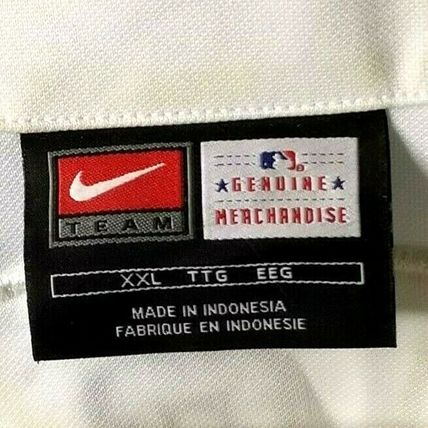 TEAM
GENUINE
MERCHANDISE
XXL TTG EEG
MADE IN INDONESIA
FABRIQUE EN INDONESIE